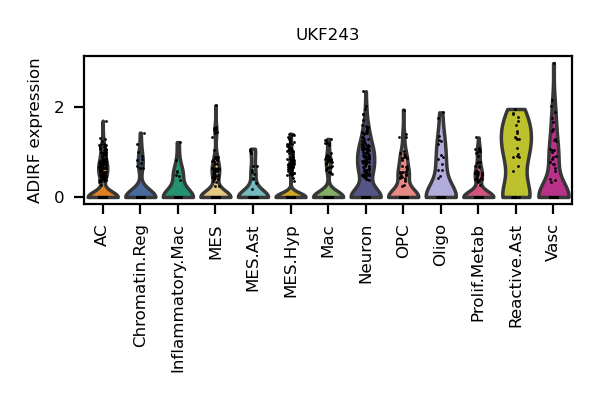 UKF243
ADIRF expression
2
0
AC
Chromatin.Reg
Inflammatory.Mac
MES
MES.Ast
MES.Hyp
Mac
Neuron
OPC
Oligo
Prolif.Metab
Reactive.Ast
Vasc